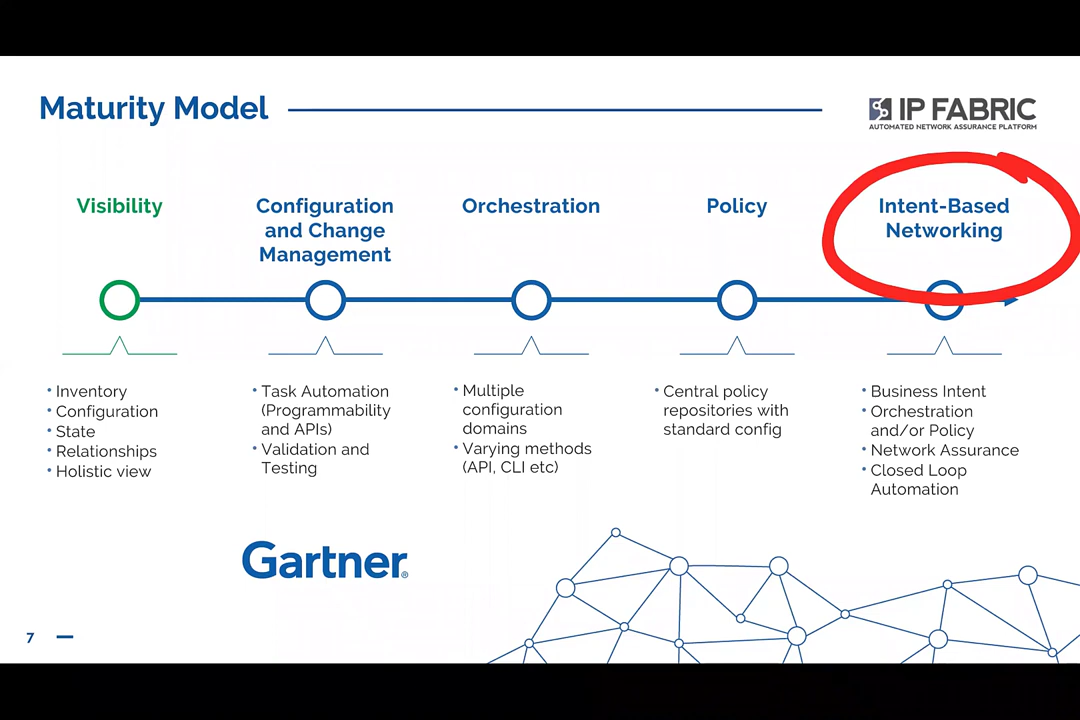 Maturity Model
IP FABRIC
AUTOMATED NETWORK ASSURANCE PLATFORM
Visibility
• Inventory
• Configuration
• State
• Relationships
• Holistic view
Configuration
and Change
Management
• Task Automation
(Programmability
and APIs)
• Validation and
Testing
Orchestration
• Multiple
configuration
domains
• Varying methods
(API, CLI etc)
Policy
• Central policy
repositories with
standard config
Intent-Based
Networking
• Business Intent
• Orchestration
and/or Policy
• Network Assurance
• Closed Loop
Automation
Gartner®
7